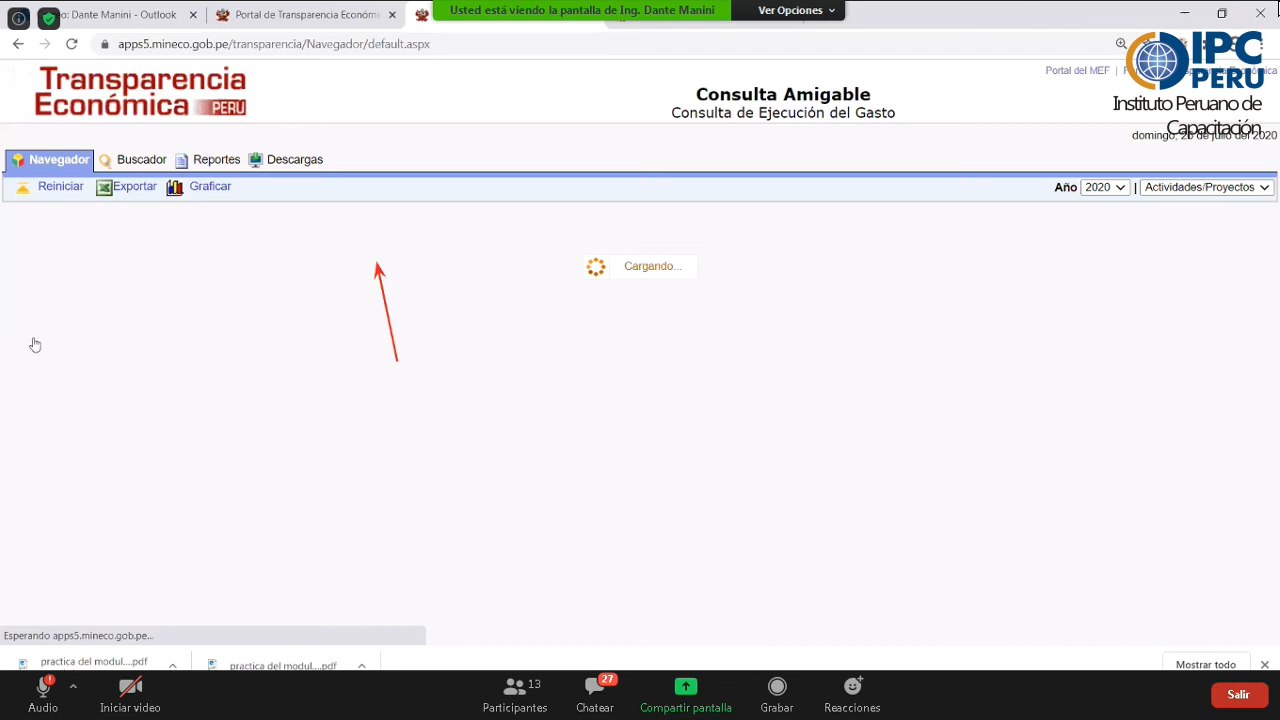 Usted está viendo la pantalla de Ing. Dante Manini
Ver Opciones
: Dante Manini - Outlook
Portal de Transparencia Económ
apps5.mineco.gob.pe/transparencia/Navegador/default.aspx
IPC
PERU
Instituto Peruano de
Capacitación
Portal del MEF |
Transparencia
Económica PERU
Consulta Amigable
Consulta de Ejecución del Gasto
domingo, 26 de julio del 2020
Navegador
Buscador
Reportes
Descargas
Reiniciar
Exportar
Graficar
Año 2020 | Actividades/Proyectos
Cargando...
Esperando apps5.mineco.gob.pe...
practica del modul....pdf
practica del modul....pdf
Mostrar todo
Audio
Iniciar video
13
Participantes
27
Chatear
Compartir pantalla
Grabar
Reacciones
Salir